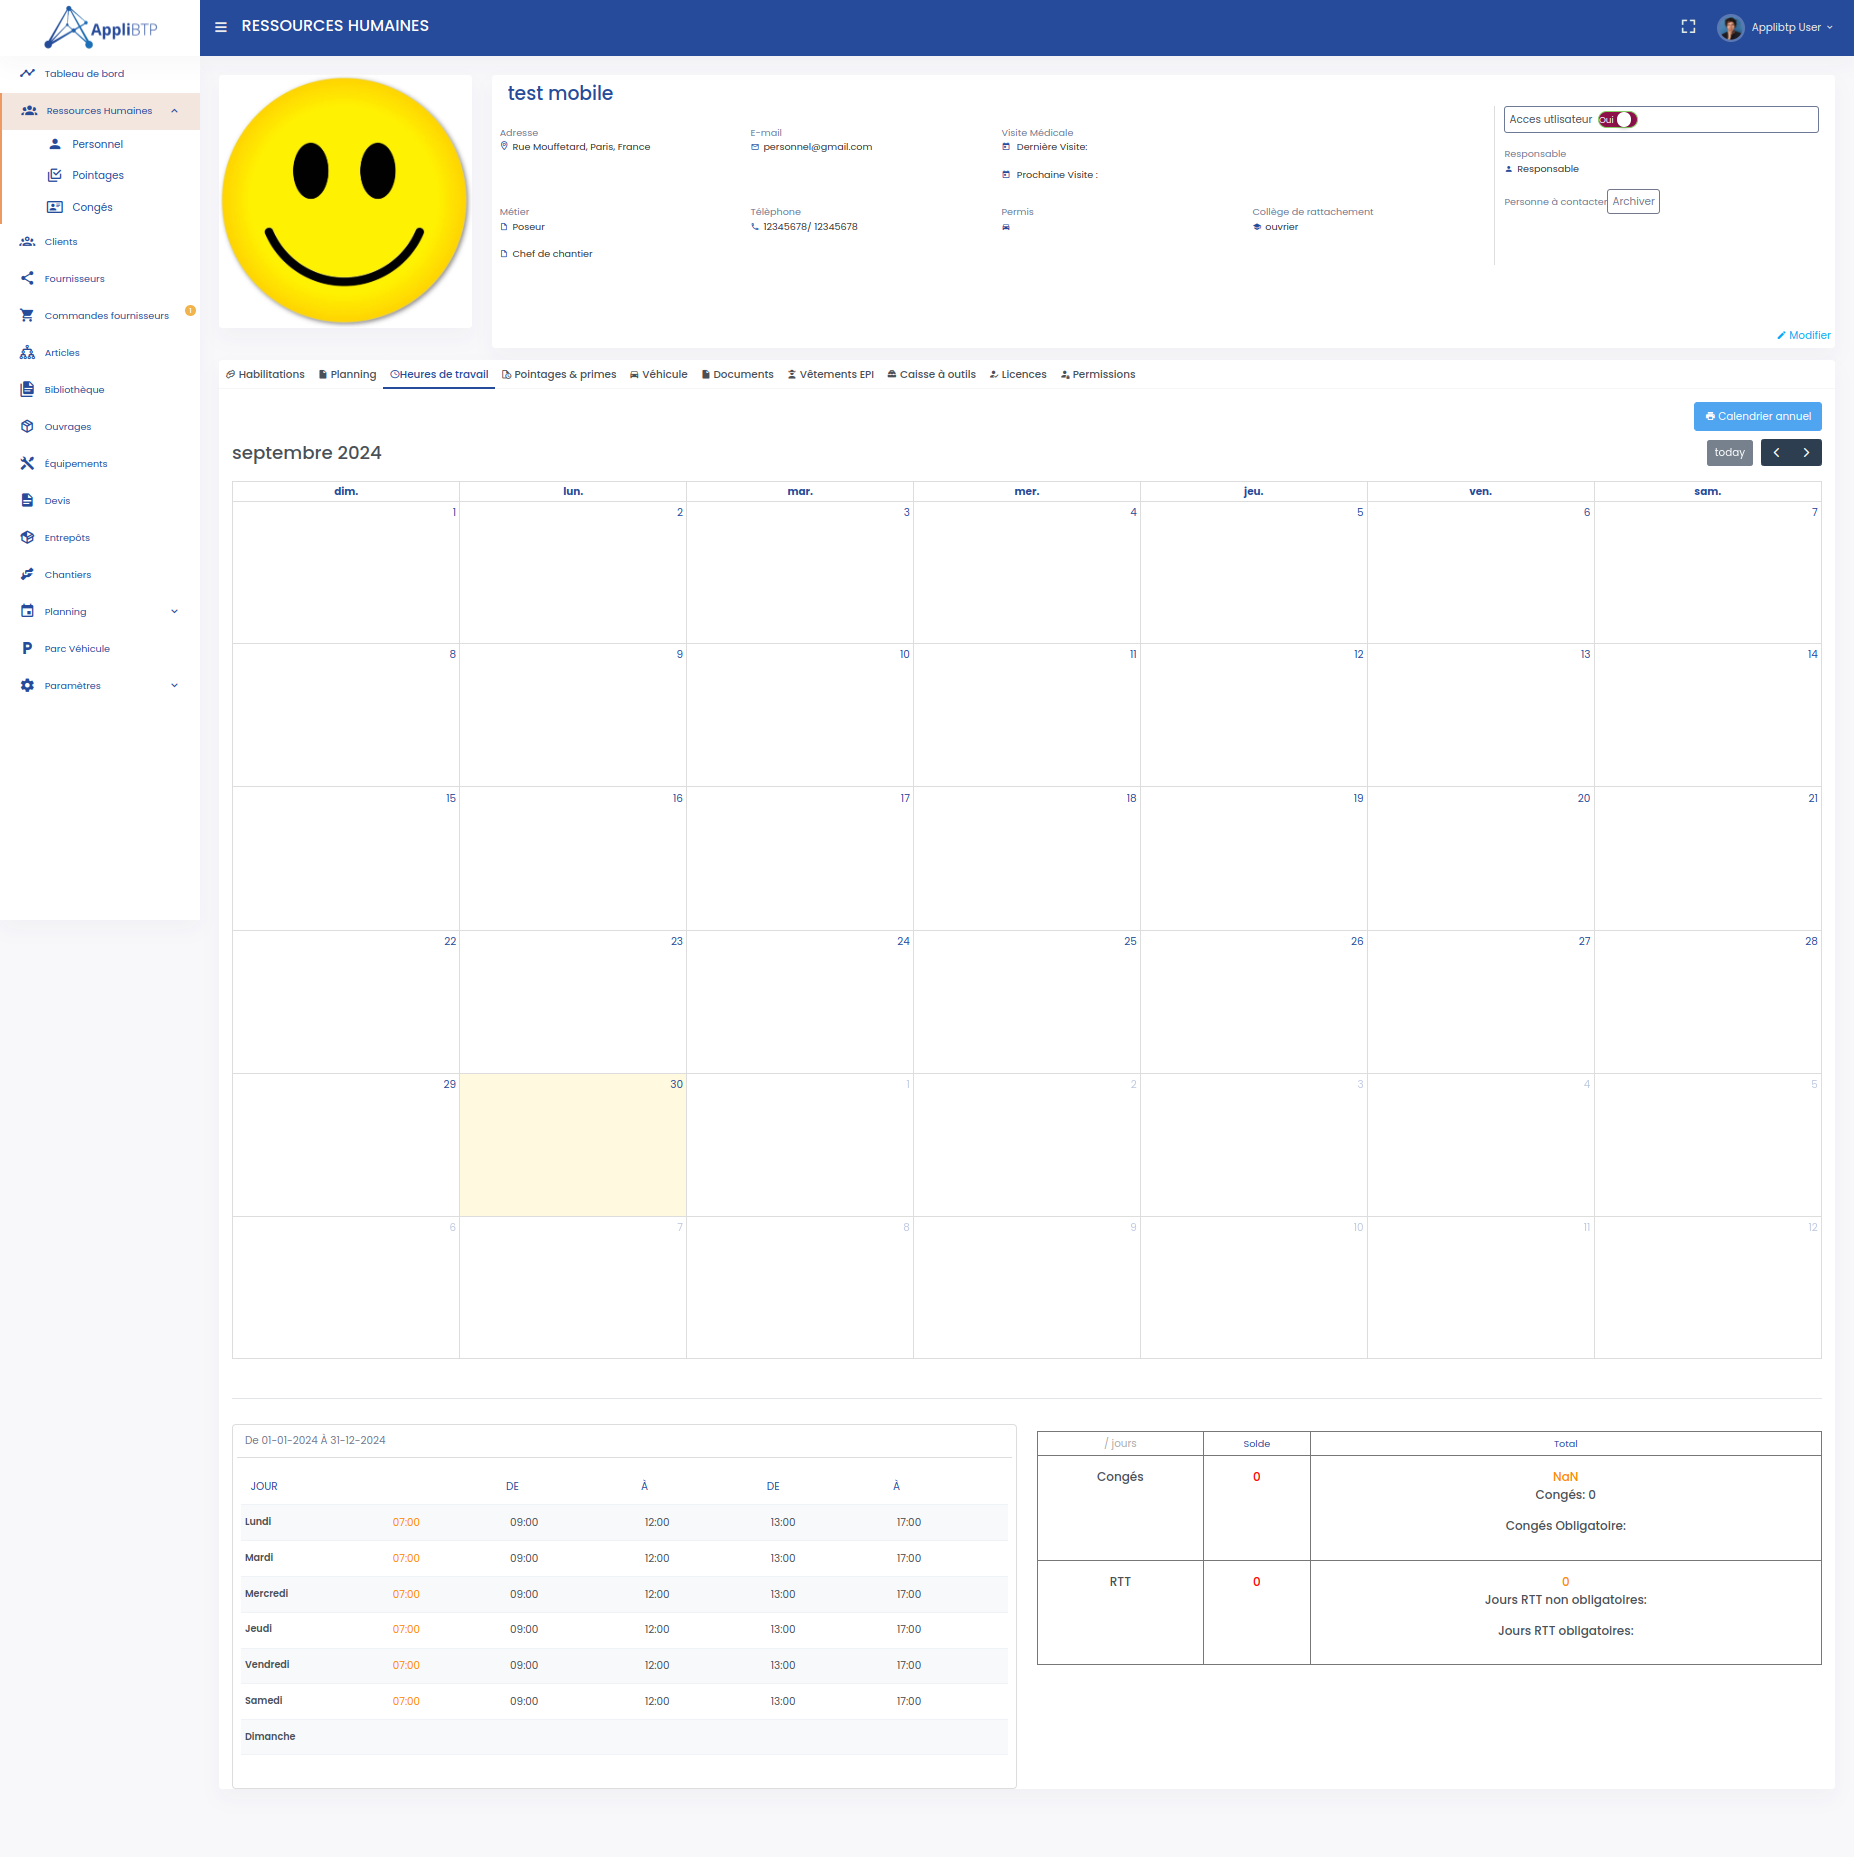 AppliBTP
RESSOURCES HUMAINES
Applibtp User
Tableau de bord
Ressources Humaines
Personnel
Pointages
Congés
Clients
Fournisseurs
Commandes fournisseurs
1
Articles
Bibliothèque
Ouvrages
Équipements
Devis
Entrepôts
Chantiers
Planning
Parc Véhicule
Paramètres
test mobile
Adresse
Rue Mouffetard, Paris, France
E-mail
personnel@gmail.com
Visite Médicale
Dernière Visite:
Prochaine Visite :
Métier
Poseur
Chef de chantier
Télèphone
12345678/ 12345678
Permis
Collège de rattachement
ouvrier
Acces utlisateur Oui
Responsable
Responsable
Personne à contacter Archiver
Modifier
Habilitations Planning Heures de travail Pointages & primes Véhicule Documents Vêtements EPI Caisse à outils Licences Permissions
Calendrier annuel
septembre 2024
today
dim. lun. mar. mer. jeu. ven. sam.
1 2 3 4 5 6 7
8 9 10 11 12 13 14
15 16 17 18 19 20 21
22 23 24 25 26 27 28
29 30 1 2 3 4 5
6 7 8 9 10 11 12
De 01-01-2024 À 31-12-2024
JOUR DE À DE À
Lundi 07:00 09:00 12:00 13:00 17:00
Mardi 07:00 09:00 12:00 13:00 17:00
Mercredi 07:00 09:00 12:00 13:00 17:00
Jeudi 07:00 09:00 12:00 13:00 17:00
Vendredi 07:00 09:00 12:00 13:00 17:00
Samedi 07:00 09:00 12:00 13:00 17:00
Dimanche
/ jours Solde Total
Congés 0 NaN
Congés: 0
Congés Obligatoire:
RTT 0 0
Jours RTT non obligatoires:
Jours RTT obligatoires: